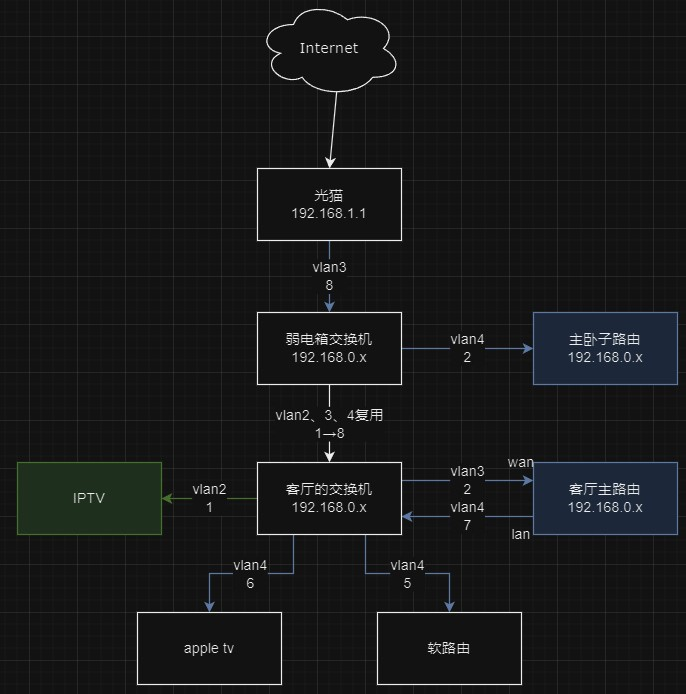 Internet
光猫
192.168.1.1
vlan3
8
弱电箱交换机
192.168.0.x
vlan4
2
主卧子路由
192.168.0.x
vlan2、3、4复用
1→8
IPTV
vlan2
1
客厅的交换机
192.168.0.x
vlan3
2
wan
vlan4
7
lan
客厅主路由
192.168.0.x
vlan4
6
vlan4
5
apple tv
软路由